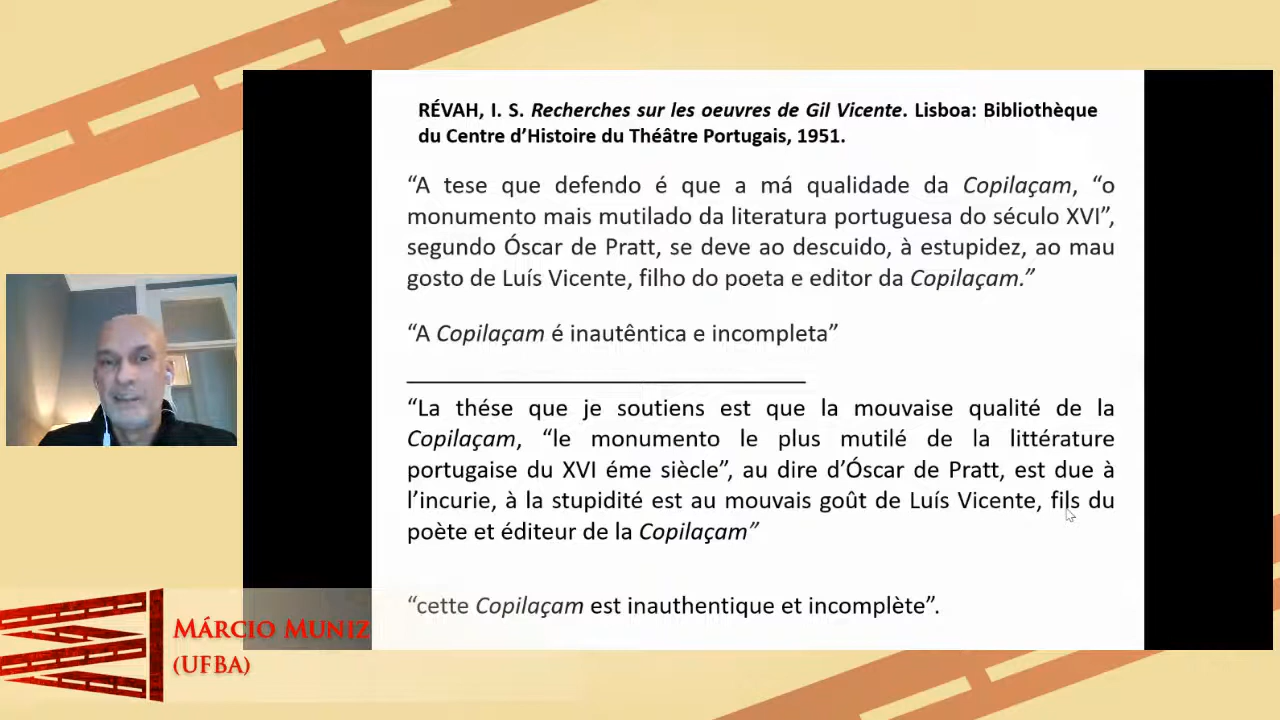 RÉVAH, I. S. Recherches sur les oeuvres de Gil Vicente. Lisboa: Bibliothèque
du Centre d’Histoire du Théâtre Portugais, 1951.
“A tese que defendo é que a má qualidade da Copilaçam, “o
monumento mais mutilado da literatura portuguesa do século XVI”,
segundo Óscar de Pratt, se deve ao descuido, à estupidez, ao mau
gosto de Luís Vicente, filho do poeta e editor da Copilaçam.”
“A Copilaçam é inautêntica e incompleta”
“La thése que je soutiens est que la mouvaise qualité de la
Copilaçam, “le monumento le plus mutilé de la littérature
portugaise du XVI éme siècle”, au dire d’Óscar de Pratt, est due à
l’incurie, à la stupidité est au mouvais goût de Luís Vicente, fils du
poète et éditeur de la Copilaçam”
“cette Copilaçam est inauthentique et incomplète”.
MÁRCIO MUNIZ
(UFBA)